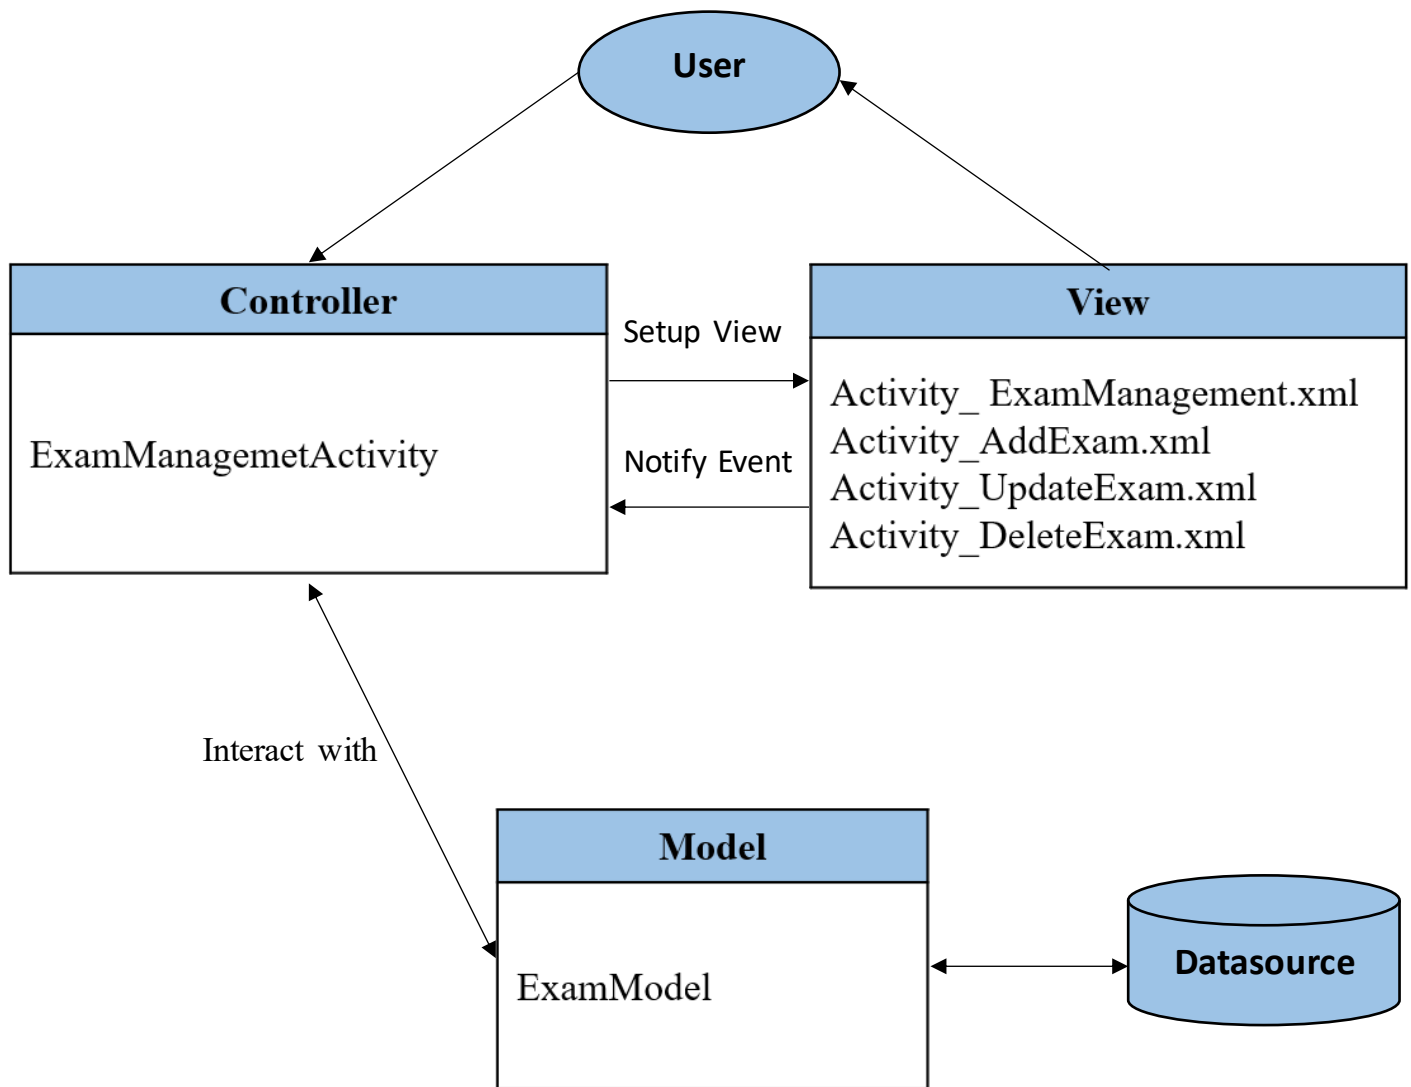 User
Controller
ExamManagemetActivity
Setup View
Notify Event
View
Activity_ ExamManagement.xml
Activity_AddExam.xml
Activity_UpdateExam.xml
Activity_DeleteExam.xml
Interact with
Model
ExamModel
Datasource